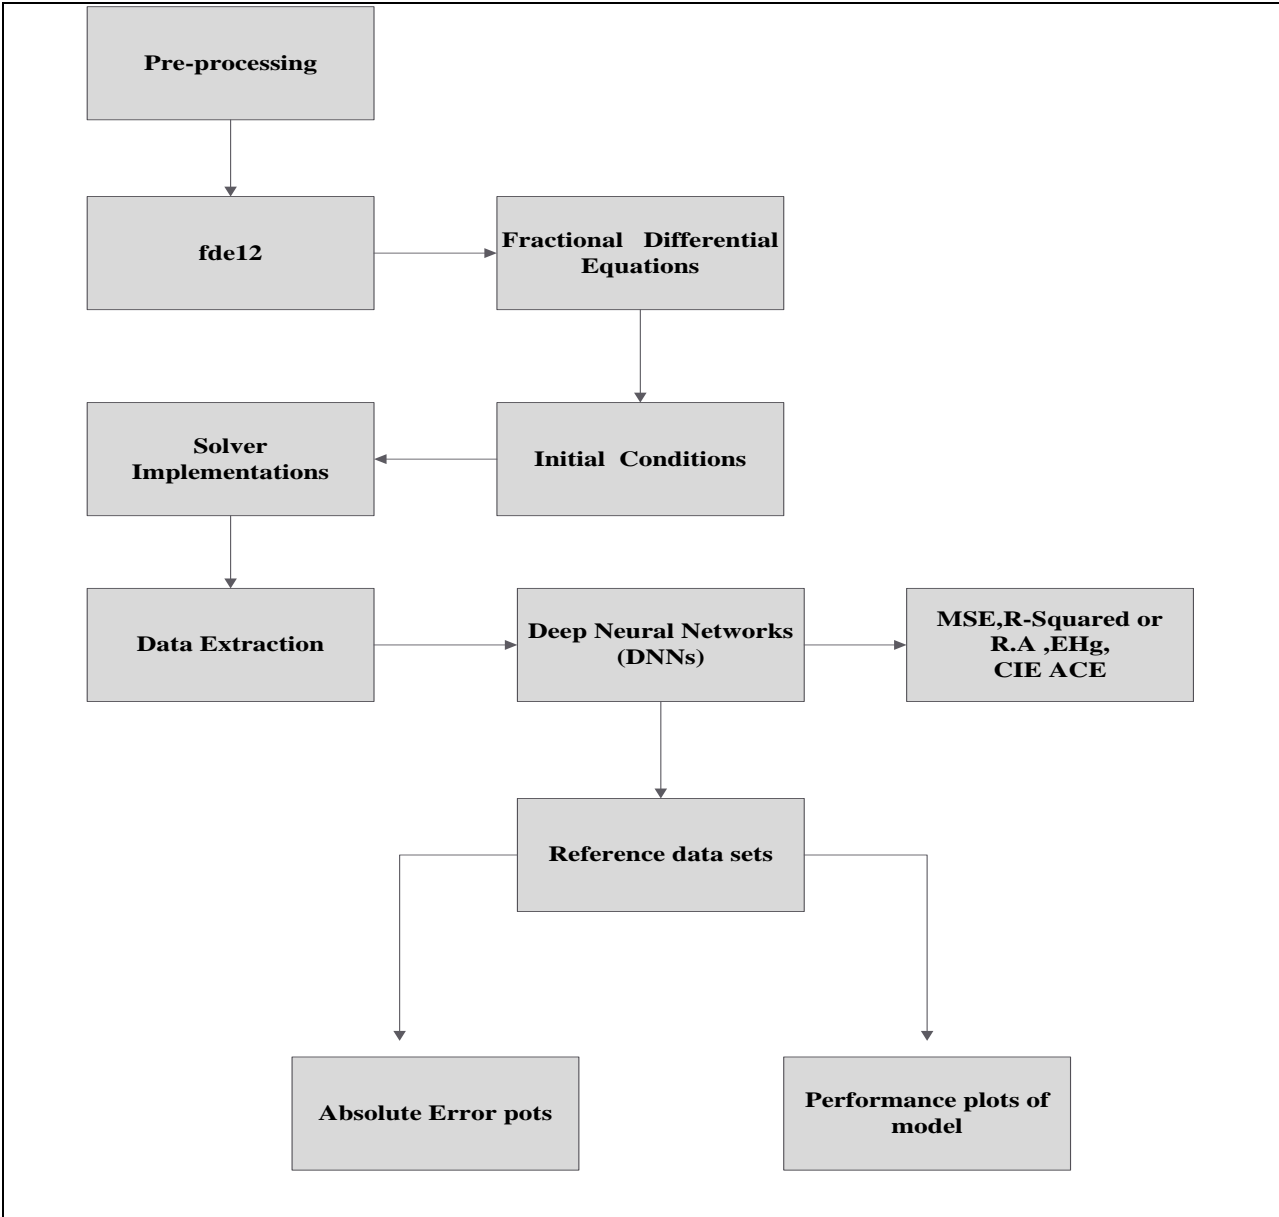 Pre-processing
fde12
Fractional Differential
Equations
Solver
Implementations
Initial Conditions
Data Extraction
Deep Neural Networks
(DNNs)
MSE,R-Squared or
R.A ,EHg,
CIE ACE
Reference data sets
Absolute Error pots
Performance plots of
model